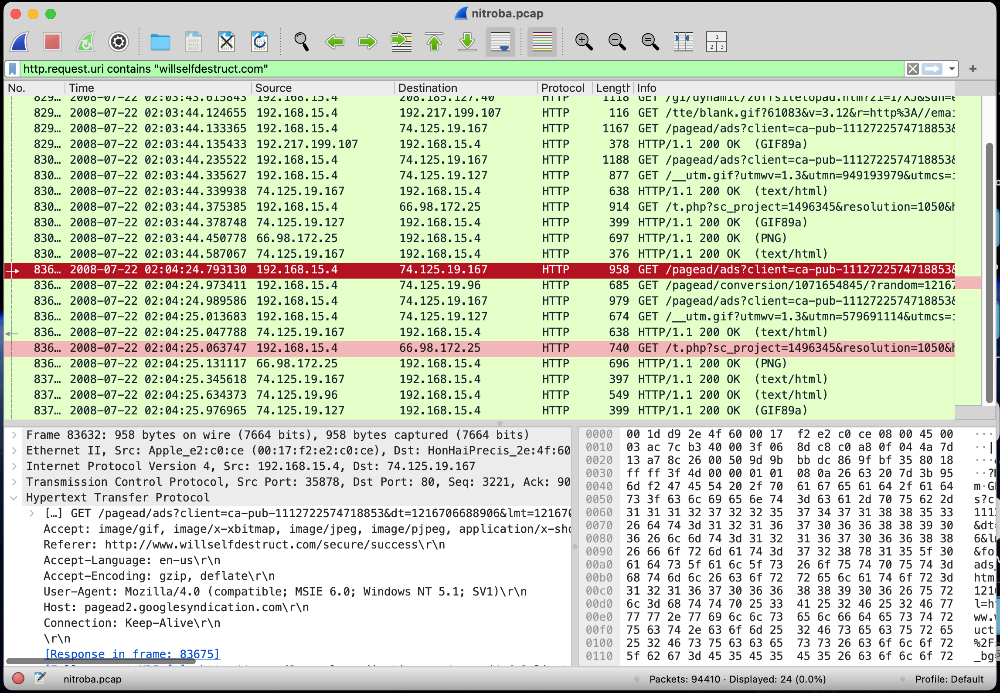 nitroba.pcap
1
2 3
http.request.uri contains "willselfdestruct.com"
No. Time Source Destination Protocol Length Info
829… 2008-07-22 02:03:43.615843 192.168.15.4 208.185.127.40 HTTP 1118 GET /gi/dynamic/zoffsitetopad.htm?zi=1/XJ&sdn=e
829… 2008-07-22 02:03:44.124655 192.168.15.4 192.217.199.107 HTTP 116 GET /tte/blank.gif?61083&v=3.12&r=http%3A//emai
829… 2008-07-22 02:03:44.133365 192.168.15.4 74.125.19.167 HTTP 1167 GET /pagead/ads?client=ca-pub-1112722574718853&
829… 2008-07-22 02:03:44.135433 192.217.199.107 192.168.15.4 HTTP 378 HTTP/1.1 200 OK (GIF89a)
830… 2008-07-22 02:03:44.235522 192.168.15.4 74.125.19.167 HTTP 1188 GET /pagead/ads?client=ca-pub-1112722574718853&
830… 2008-07-22 02:03:44.335627 192.168.15.4 74.125.19.127 HTTP 877 GET /__utm.gif?utmwv=1.3&utmn=949193979&utmcs=i
830… 2008-07-22 02:03:44.339938 74.125.19.167 192.168.15.4 HTTP 638 HTTP/1.1 200 OK (text/html)
830… 2008-07-22 02:03:44.375385 192.168.15.4 66.98.172.25 HTTP 914 GET /t.php?sc_project=1496345&resolution=1050&h
830… 2008-07-22 02:03:44.378748 74.125.19.127 192.168.15.4 HTTP 399 HTTP/1.1 200 OK (GIF89a)
830… 2008-07-22 02:03:44.450778 66.98.172.25 192.168.15.4 HTTP 697 HTTP/1.1 200 OK (PNG)
830… 2008-07-22 02:03:44.587067 74.125.19.167 192.168.15.4 HTTP 376 HTTP/1.1 200 OK (text/html)
836… 2008-07-22 02:04:24.793130 192.168.15.4 74.125.19.167 HTTP 958 GET /pagead/ads?client=ca-pub-1112722574718853&
836… 2008-07-22 02:04:24.973411 192.168.15.4 74.125.19.96 HTTP 685 GET /pagead/conversion/1071654845/?random=12167
836… 2008-07-22 02:04:24.989586 192.168.15.4 74.125.19.167 HTTP 979 GET /pagead/ads?client=ca-pub-1112722574718853&
836… 2008-07-22 02:04:25.013683 192.168.15.4 74.125.19.127 HTTP 674 GET /__utm.gif?utmwv=1.3&utmn=579691114&utmcs=i
836… 2008-07-22 02:04:25.047788 74.125.19.167 192.168.15.4 HTTP 638 HTTP/1.1 200 OK (text/html)
836… 2008-07-22 02:04:25.063747 192.168.15.4 66.98.172.25 HTTP 740 GET /t.php?sc_project=1496345&resolution=1050&h
836… 2008-07-22 02:04:25.131117 66.98.172.25 192.168.15.4 HTTP 696 HTTP/1.1 200 OK (PNG)
837… 2008-07-22 02:04:25.345618 74.125.19.167 192.168.15.4 HTTP 397 HTTP/1.1 200 OK (text/html)
837… 2008-07-22 02:04:25.634373 74.125.19.96 192.168.15.4 HTTP 549 HTTP/1.1 200 OK (text/html)
837… 2008-07-22 02:04:25.976965 74.125.19.127 192.168.15.4 HTTP 399 HTTP/1.1 200 OK (GIF89a)
Frame 83632: 958 bytes on wire (7664 bits), 958 bytes captured (7664 bits)
Ethernet II, Src: Apple_e2:c0:ce (00:17:f2:e2:c0:ce), Dst: HonHaiPrecis_2e:4f:60
Internet Protocol Version 4, Src: 192.168.15.4, Dst: 74.125.19.167
Transmission Control Protocol, Src Port: 35878, Dst Port: 80, Seq: 3221, Ack: 90
Hypertext Transfer Protocol
[…] GET /pagead/ads?client=ca-pub-1112722574718853&dt=1216706688906&lmt=121670
Accept: image/gif, image/x-xbitmap, image/jpeg, image/pjpeg, application/x-sho
Referer: http://www.willselfdestruct.com/secure/success\r\n
Accept-Language: en-us\r\n
Accept-Encoding: gzip, deflate\r\n
User-Agent: Mozilla/4.0 (compatible; MSIE 6.0; Windows NT 5.1; SV1)\r\n
Host: pagead2.googlesyndication.com\r\n
Connection: Keep-Alive\r\n
\r\n
[Response in frame: 83675]
0000 00 1d d9 2e 4f 60 00 17 f2 e2 c0 ce 08 00 45 00 ···
0010 03 ac 7c b3 40 00 3f 06 8d c8 c0 a8 0f 04 4a 7d ··|
0020 13 a7 8c 26 00 50 9d 9b bb dc 86 9f bf 35 80 18 ···
0030 ff ff 3f 4d 00 00 01 01 08 0a 26 63 20 7d 3b 95 ··?
0040 6d f2 47 45 54 20 2f 70 61 67 65 61 64 2f 61 64 m·G
0050 73 3f 63 6c 69 65 6e 74 3d 63 61 2d 70 75 62 2d s?c
0060 31 31 31 32 37 32 32 35 37 34 37 31 38 38 35 33 111
0070 26 64 74 3d 31 32 31 36 37 30 36 36 38 38 39 30 &dt
0080 36 26 6c 6d 74 3d 31 32 31 36 37 30 36 36 38 38 6&l
0090 26 66 6f 72 6d 61 74 3d 37 32 38 78 31 35 5f 30 &fo
00a0 61 64 73 5f 61 6c 5f 73 26 6f 75 74 70 75 74 3d ads
00b0 68 74 6d 6c 26 63 6f 72 72 65 6c 61 74 6f 72 3d htm
00c0 31 32 31 36 37 30 36 36 38 38 39 30 36 26 75 72 121
00d0 6c 3d 68 74 74 70 25 33 41 25 32 46 25 32 46 77 l=h
00e0 77 77 2e 77 69 6c 6c 73 65 6c 66 64 65 73 74 72 ww.
00f0 75 63 74 2e 63 6f 6d 25 32 46 73 65 63 75 72 65 uct
0100 25 32 46 73 75 63 63 65 73 73 26 63 6f 6c 6f 72 %2F
0110 5f 62 67 3d 45 35 45 35 45 35 26 63 6f 6c 6f 72 _bg
nitroba.pcap
Packets: 94410 · Displayed: 24 (0.0%)
Profile: Default